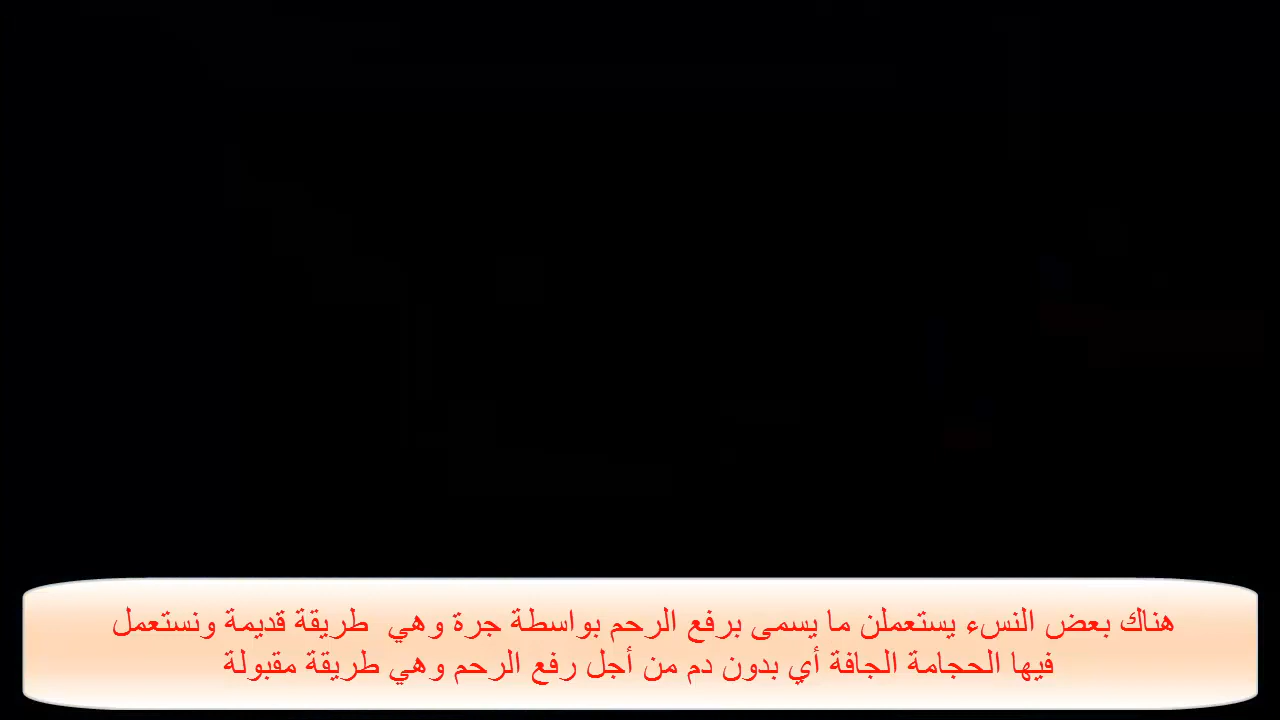 هناك بعض النسء يستعملن ما يسمى برفع الرحم بواسطة جرة وهي طريقة قديمة ونستعمل
فيها الحجامة الجافة أي بدون دم من أجل رفع الرحم وهي طريقة مقبولة